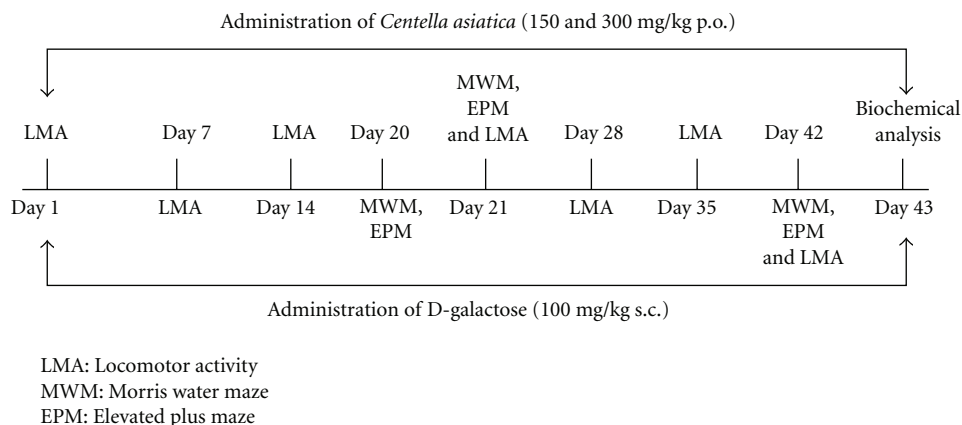 Administration of Centella asiatica (150 and 300 mg/kg p.o.)
MWM,
EPM
and LMA
Biochemical
analysis
LMA
Day 7
LMA
Day 20
Day 28
LMA
Day 42
Day 1
LMA
Day 14
MWM,
EPM
Day 21
LMA
Day 35
MWM,
EPM
and LMA
Day 43
Administration of D-galactose (100 mg/kg s.c.)
LMA: Locomotor activity
MWM: Morris water maze
EPM: Elevated plus maze